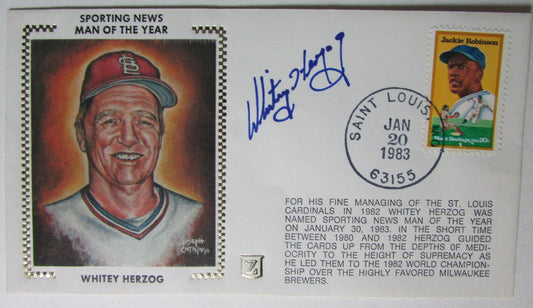 SPORTING NEWS
MAN OF THE YEAR
Whitey Herzog
Jackie Robinson
Black Heritage USA 20c
SAINT LOUIS
JAN
20
1983
63155
FOR HIS FINE MANAGING OF THE ST. LOUIS
CARDINALS IN 1982 WHITEY HERZOG WAS
NAMED SPORTING NEWS MAN OF THE YEAR
ON JANUARY 30, 1983. IN THE SHORT TIME
BETWEEN 1980 AND 1982 HERZOG GUIDED
THE CARDS UP FROM THE DEPTHS OF MEDI-
OCRITY TO THE HEIGHT OF SUPREMACY AS
HE LED THEM TO THE 1982 WORLD CHAMPION-
SHIP OVER THE HIGHLY FAVORED MILWAUKEE
BREWERS.
WHITEY HERZOG
Z